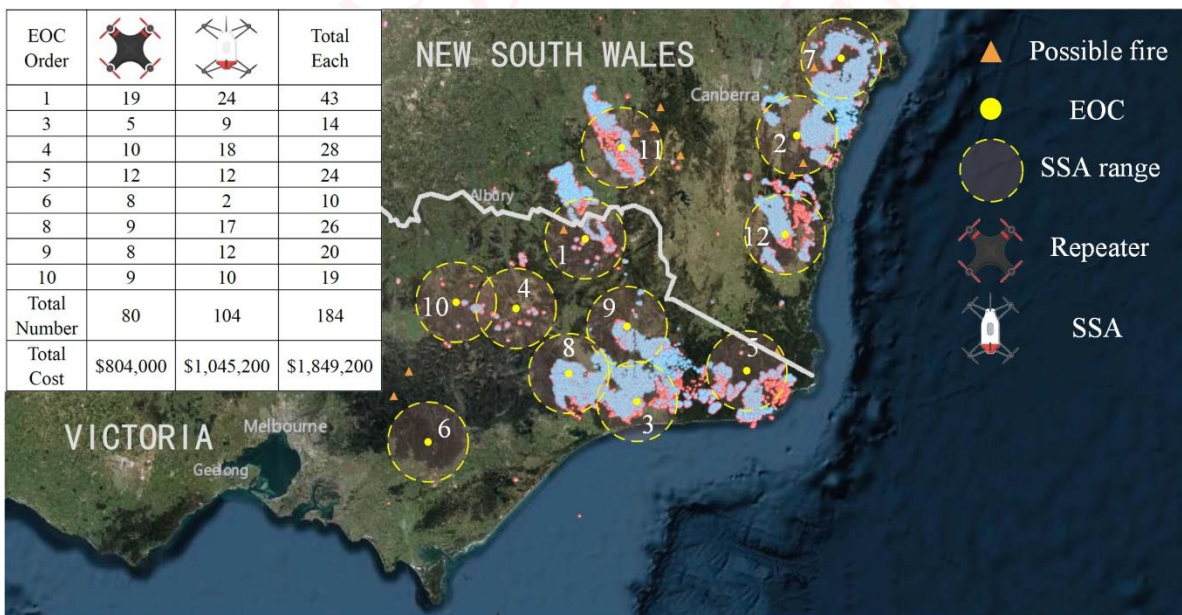 EOC Order Total Each
1 19 24 43
3 5 9 14
4 10 18 28
5 12 12 24
6 8 2 10
8 9 17 26
9 8 12 20
10 9 10 19
Total Number 80 104 184
Total Cost $804,000 $1,045,200 $1,849,200
NEW SOUTH WALES
Canberra
7
2
11
Albury
12
1
10
4
9
8
5
3
6
VICTORIA
Melbourne
Geelong
Possible fire
EOC
SSA range
Repeater
SSA